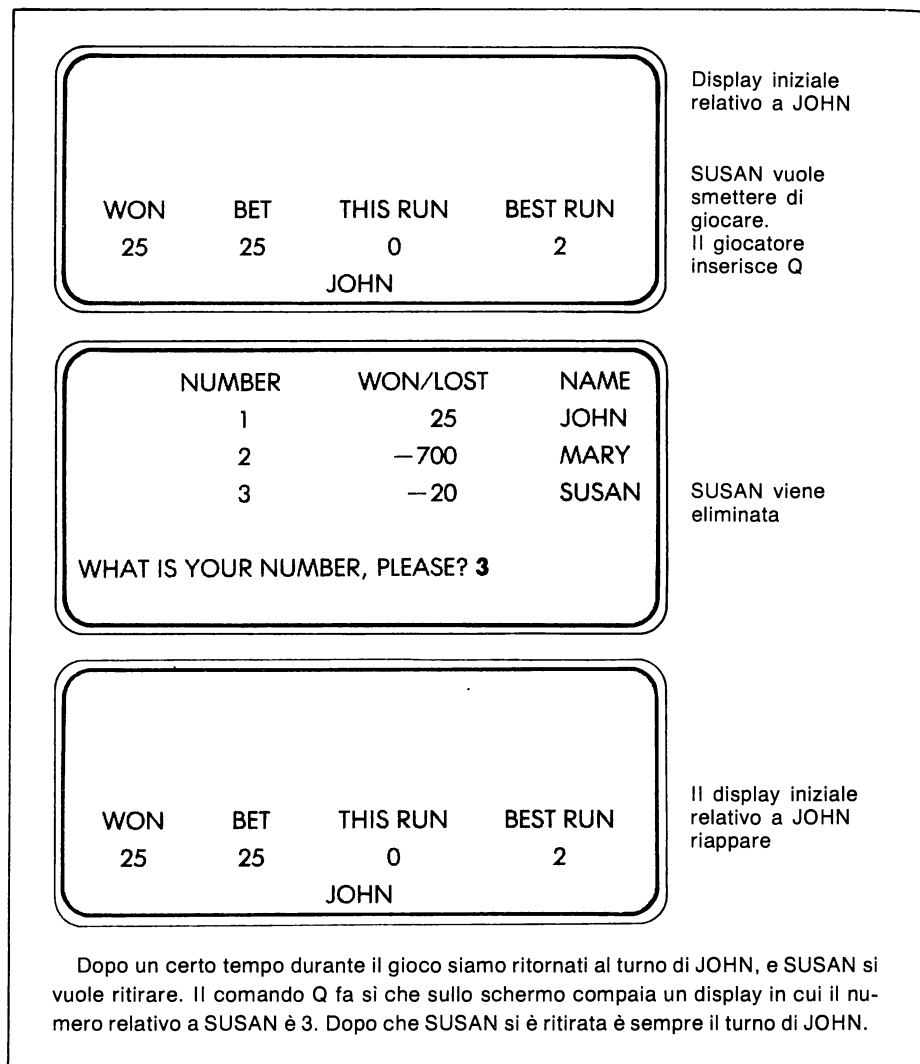 WON BET THIS RUN BEST RUN
25 25 0 2
JOHN
Display iniziale
relativo a JOHN
SUSAN vuole
smettere di
giocare.
Il giocatore
inserisce Q
NUMBER WON/LOST NAME
1 25 JOHN
2 —700 MARY
3 —20 SUSAN
WHAT IS YOUR NUMBER, PLEASE? 3
SUSAN viene
eliminata
WON BET THIS RUN BEST RUN
25 25 0 2
JOHN
Il display iniziale
relativo a JOHN
riappare
Dopo un certo tempo durante il gioco siamo ritornati al turno di JOHN, e SUSAN si
vuole ritirare. Il comando Q fa sì che sullo schermo compaia un display in cui il nu-
mero relativo a SUSAN è 3. Dopo che SUSAN si è ritirata è sempre il turno di JOHN.